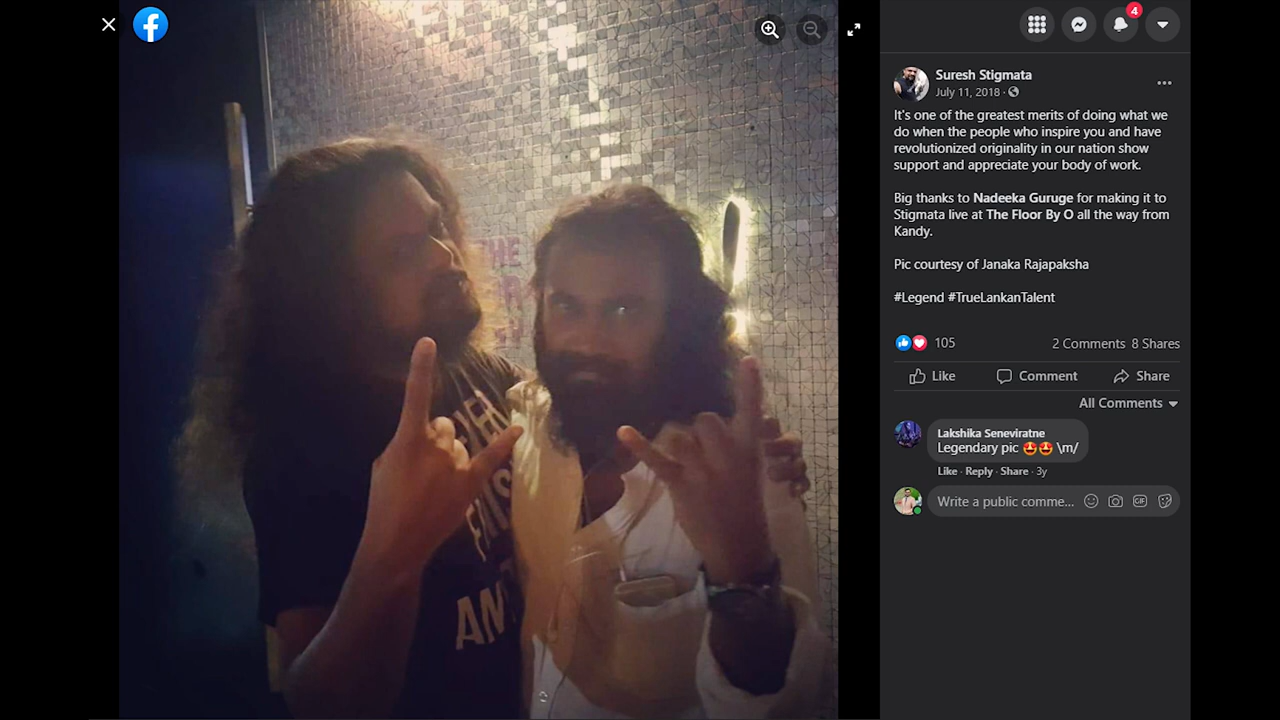 4
Suresh Stigmata
July 11, 2018 ·
It's one of the greatest merits of doing what we
do when the people who inspire you and have
revolutionized originality in our nation show
support and appreciate your body of work.
Big thanks to Nadeeka Guruge for making it to
Stigmata live at The Floor By O all the way from
Kandy.
Pic courtesy of Janaka Rajapaksha
#Legend #TrueLankanTalent
105
2 Comments 8 Shares
Like Comment Share
All Comments
Lakshika Seneviratne
Legendary pic 🤩🤩 \m/
Like · Reply · Share · 3y
Write a public comme...
GIF